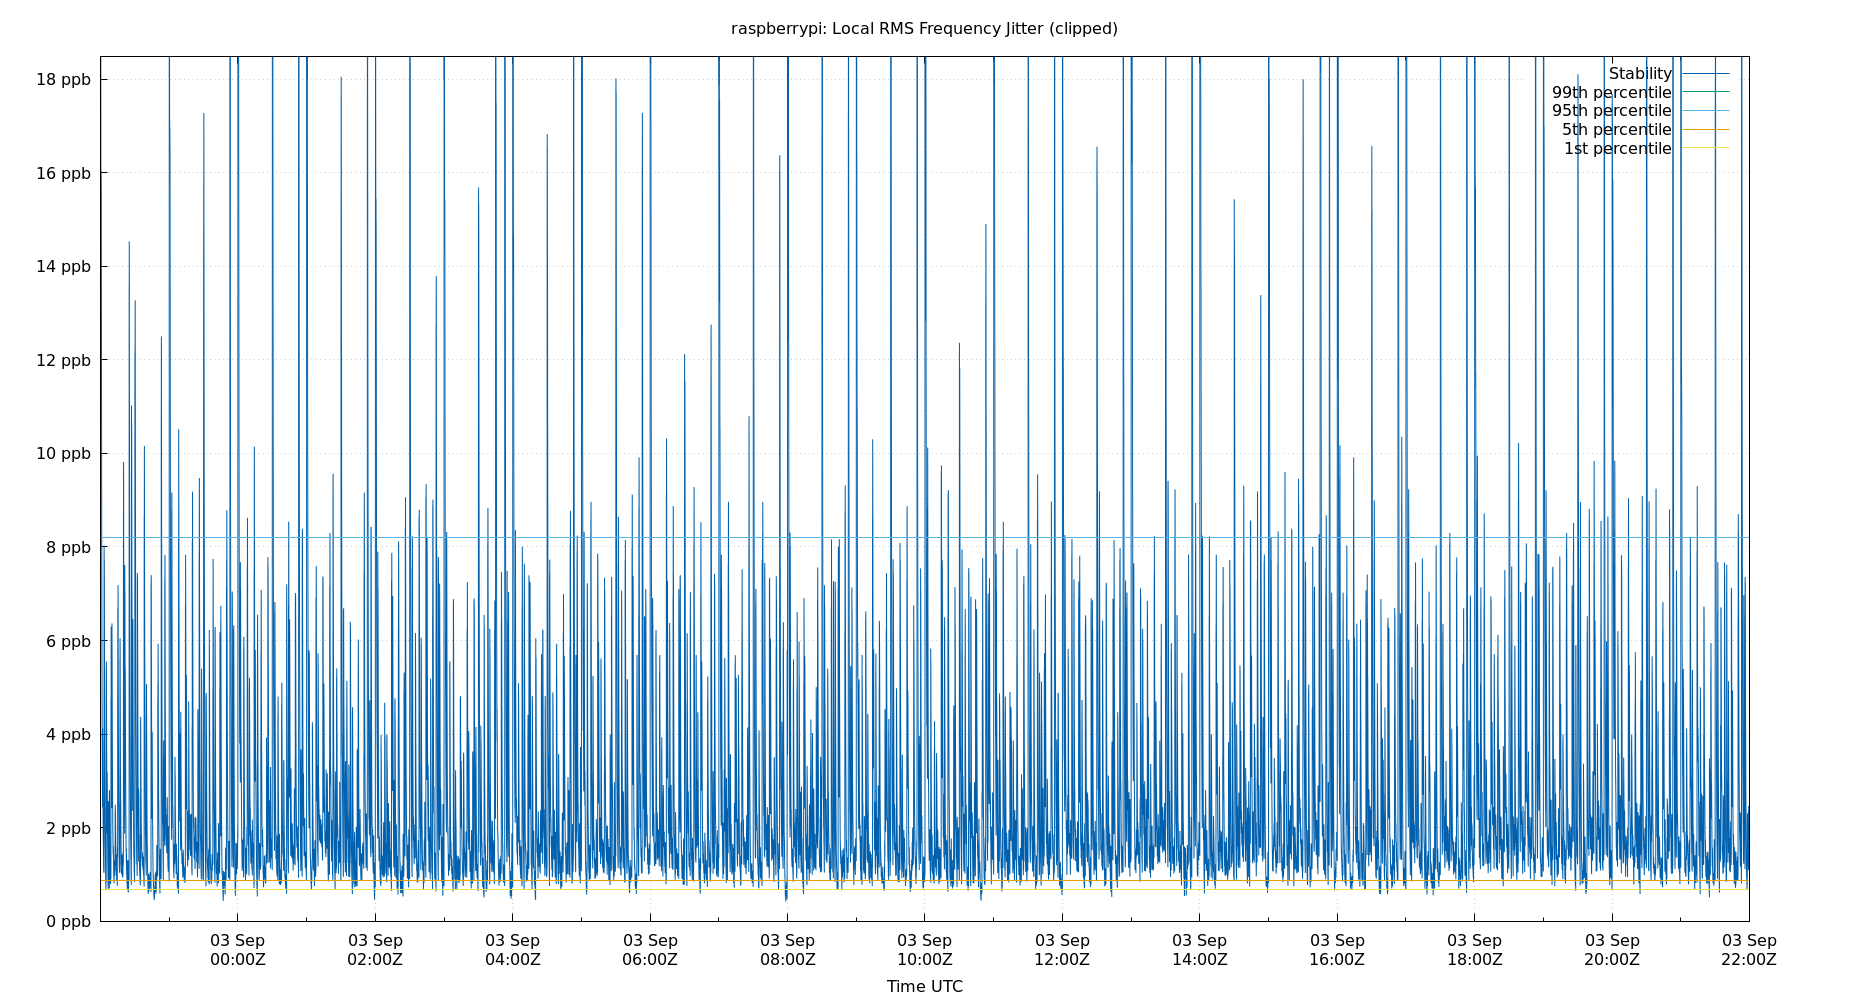 raspberrypi: Local RMS Frequency Jitter (clipped)
18 ppb
16 ppb
14 ppb
12 ppb
10 ppb
8 ppb
6 ppb
4 ppb
2 ppb
0 ppb
Stability
99th percentile
95th percentile
5th percentile
1st percentile
03 Sep 03 Sep 03 Sep 03 Sep 03 Sep 03 Sep 03 Sep 03 Sep 03 Sep 03 Sep 03 Sep 03 Sep
00:00Z 02:00Z 04:00Z 06:00Z 08:00Z 10:00Z 12:00Z 14:00Z 16:00Z 18:00Z 20:00Z 22:00Z
Time UTC